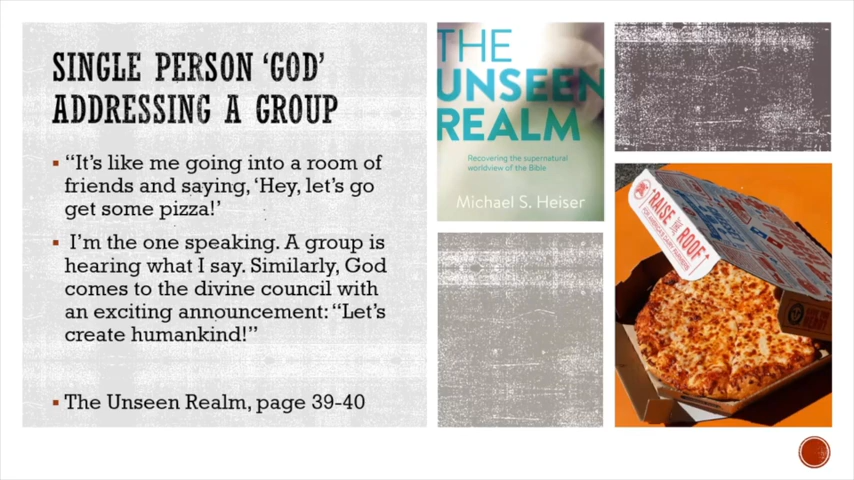 SINGLE PERSON ‘GOD’
ADDRESSING A GROUP
“It’s like me going into a room of
friends and saying, ‘Hey, let’s go
get some pizza!’
I’m the one speaking. A group is
hearing what I say. Similarly, God
comes to the divine council with
an exciting announcement: “Let’s
create humankind!”
The Unseen Realm, page 39-40
THE
UNSEEN
REALM
Recovering the supernatural
worldview of the Bible
Michael S. Heiser
RAISE THE ROOF